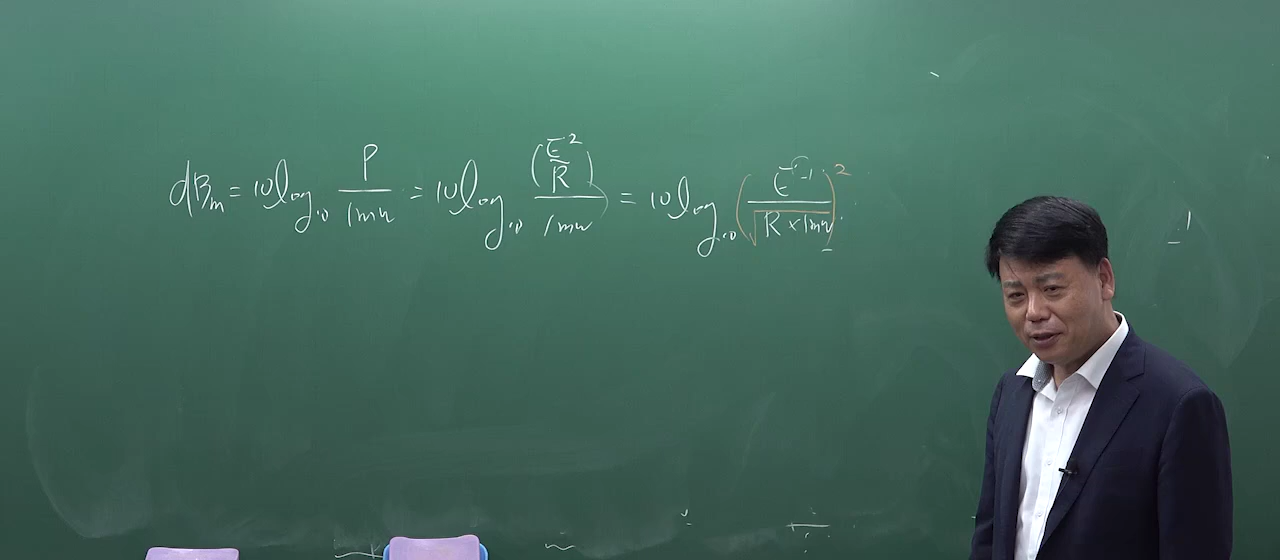 dBm = 10log₁₀ P/1mw = 10log₁₀ (E²/R)/1mw = 10log₁₀ (E/√(R×1mw))²